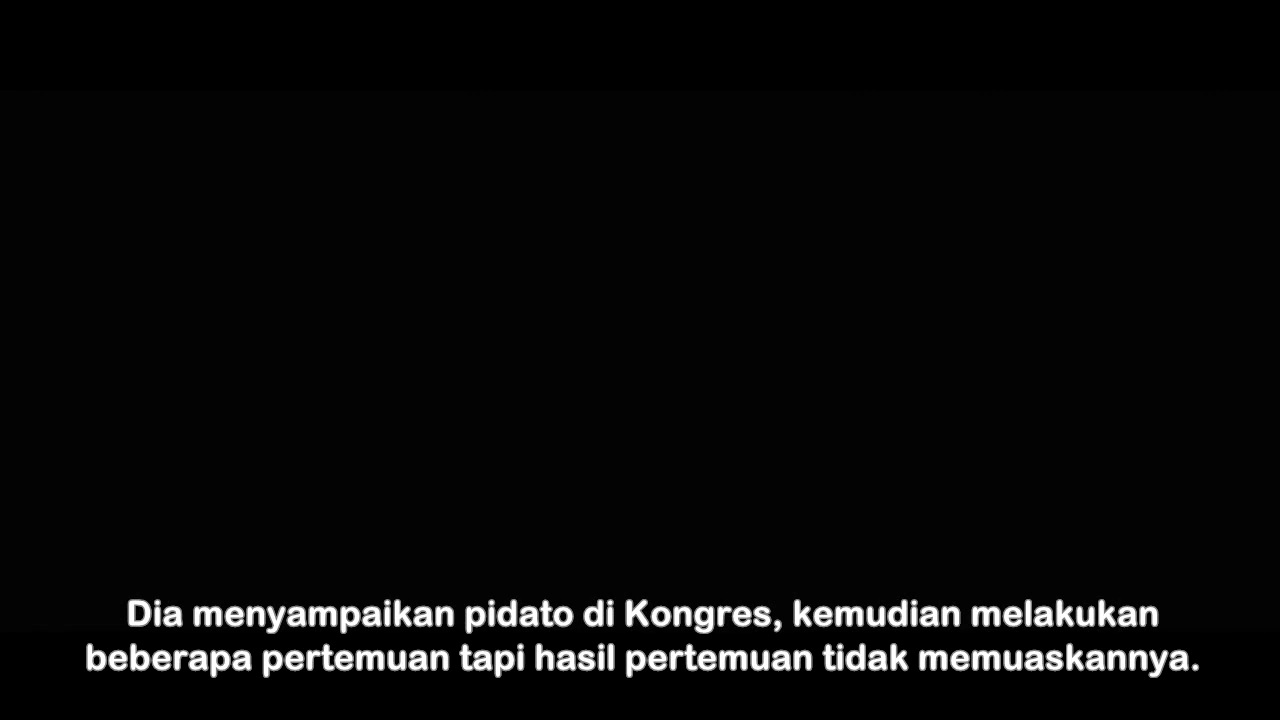 Dia menyampaikan pidato di Kongres, kemudian melakukan
beberapa pertemuan tapi hasil pertemuan tidak memuaskannya.